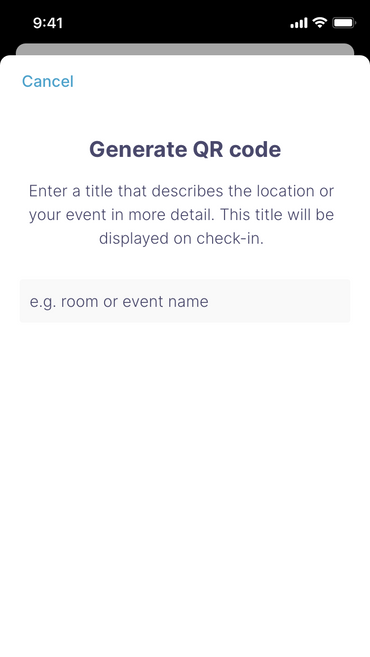 9:41
Cancel
Generate QR code
Enter a title that describes the location or
your event in more detail. This title will be
displayed on check-in.
e.g. room or event name